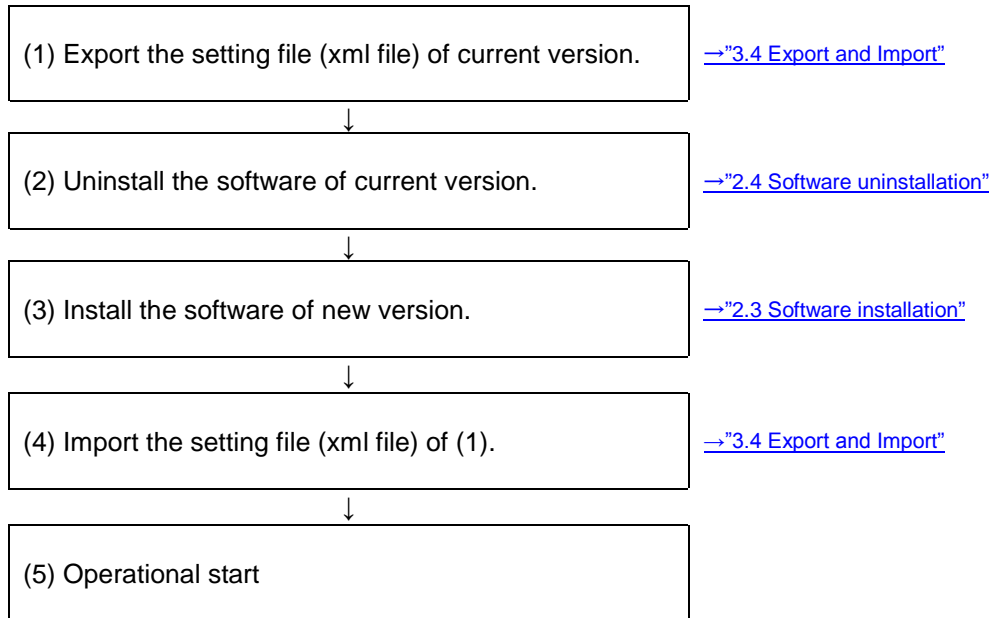 (1) Export the setting file (xml file) of current version. →”3.4 Export and Import”
↓
(2) Uninstall the software of current version. →”2.4 Software uninstallation”
↓
(3) Install the software of new version. →”2.3 Software installation”
↓
(4) Import the setting file (xml file) of (1). →”3.4 Export and Import”
↓
(5) Operational start